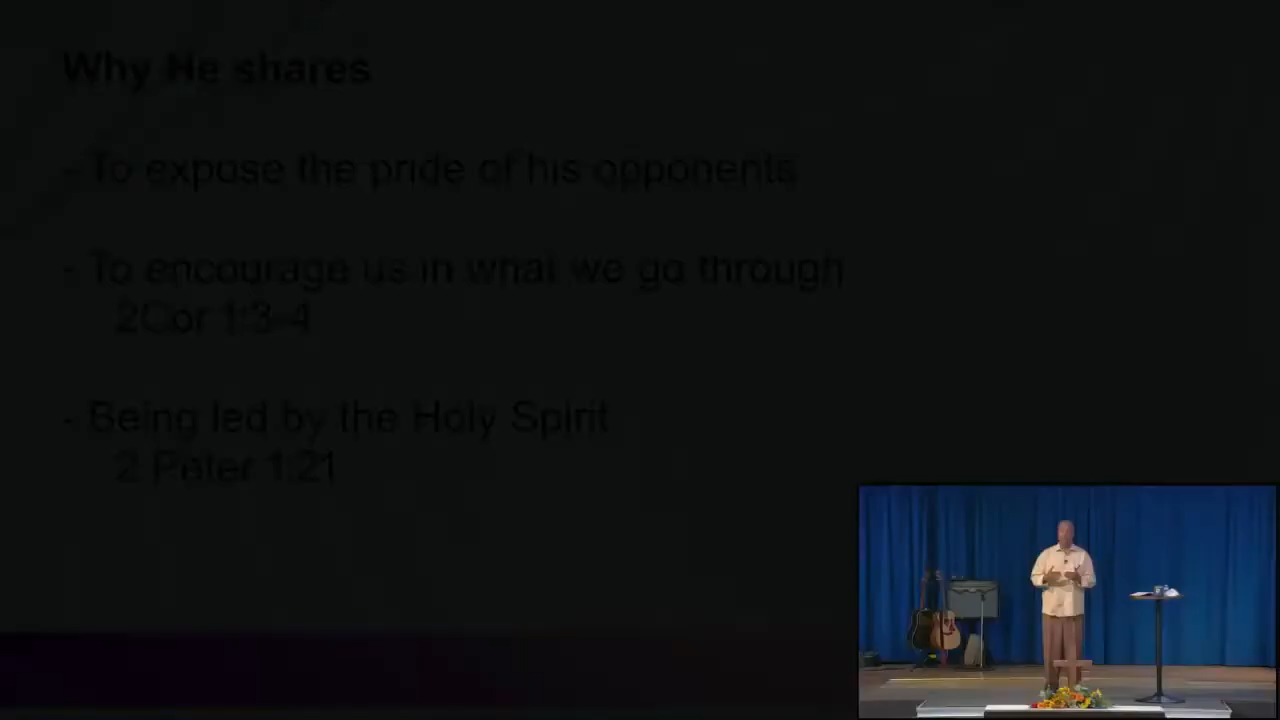 Why He shares
- To expose the pride of his opponents
- To encourage us in what we go through
2Cor 1:3-4
- Being led by the Holy Spirit
2 Peter 1:21